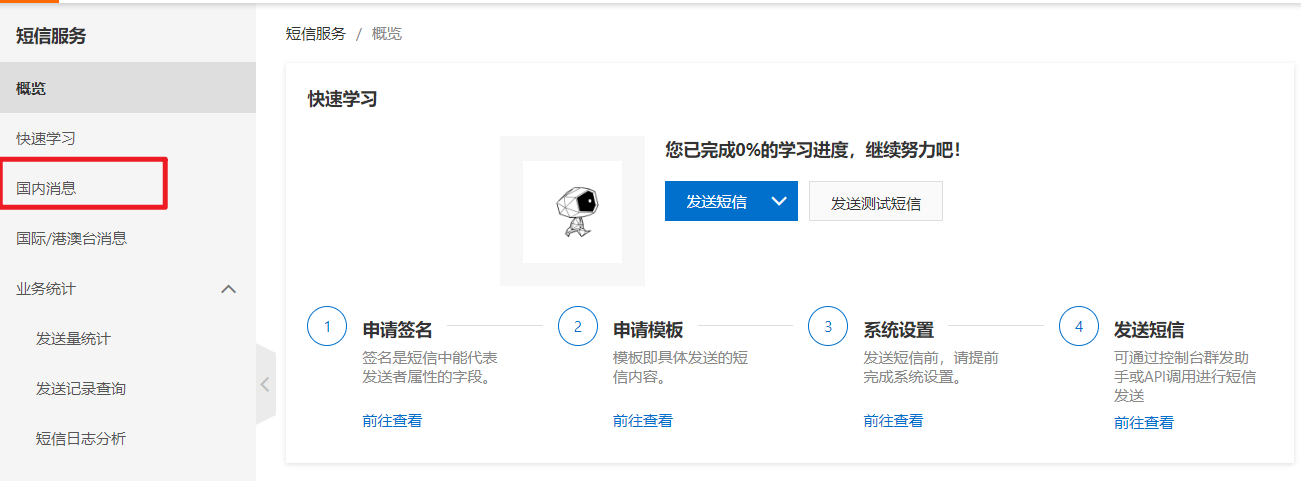 短信服务
概览
快速学习
国内消息
国际/港澳台消息
业务统计
发送量统计
发送记录查询
短信日志分析
短信服务 / 概览
快速学习
您已完成0%的学习进度，继续努力吧！
发送短信
发送测试短信
1
申请签名
签名是短信中能代表
发送者属性的字段。
前往查看
2
申请模板
模板即具体发送的短
信内容。
前往查看
3
系统设置
发送短信前，请提前
完成系统设置。
前往查看
4
发送短信
可通过控制台群发助
手或API调用进行短信
发送
前往查看